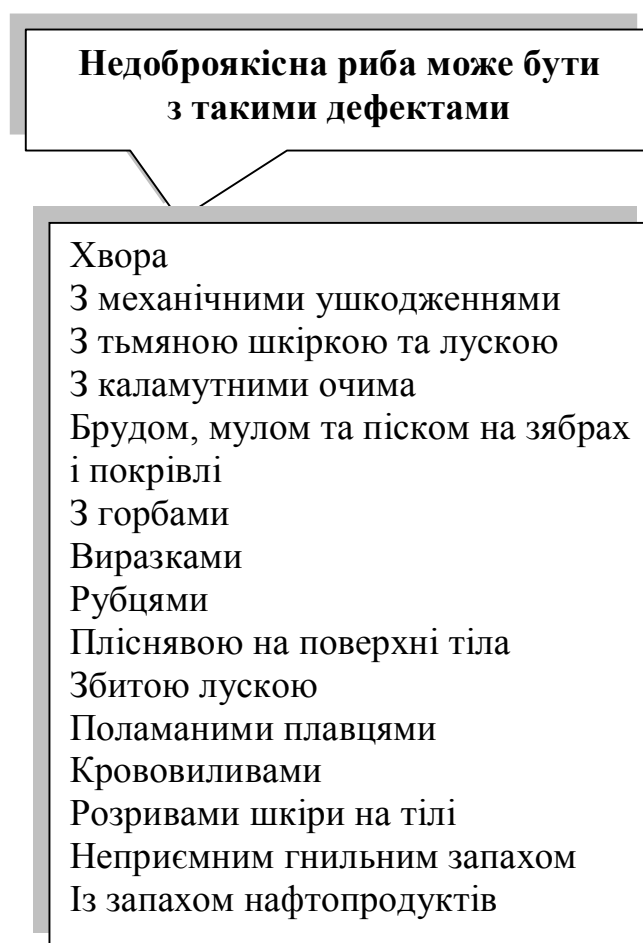 Недоброякісна риба може бути
з такими дефектами
Хвора
З механічними ушкодженнями
З тьмяною шкіркою та лускою
З каламутними очима
Брудом, мулом та піском на зябрах
і покрівлі
З горбами
Виразками
Рубцями
Пліснявою на поверхні тіла
Збитою лускою
Поламаними плавцями
Крововиливами
Розривами шкіри на тілі
Неприємним гнильним запахом
Із запахом нафтопродуктів